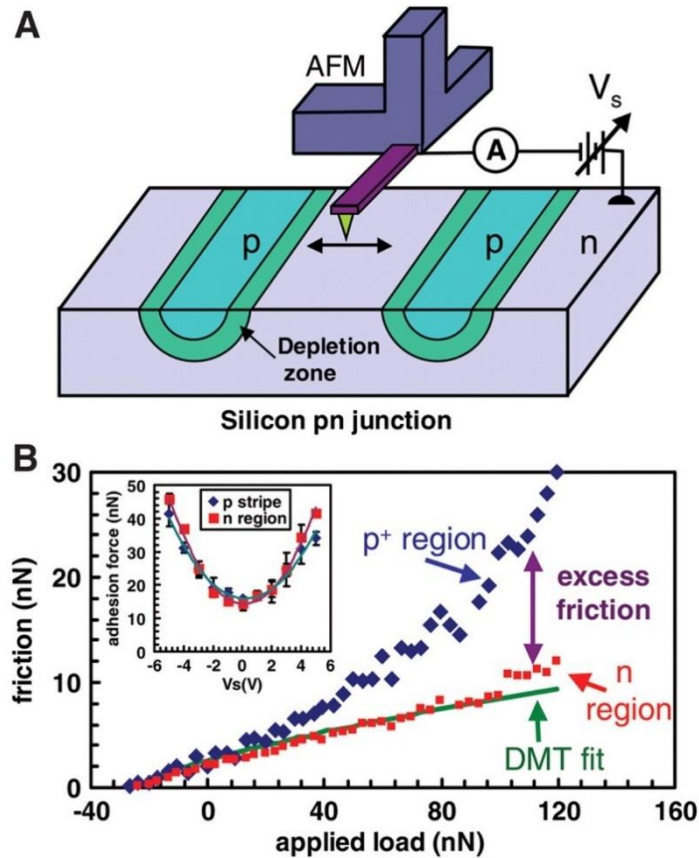 A
AFM
V_s
A
p
p
n
Depletion
zone
Silicon pn junction
B
30
20
10
0
friction (nN)
-40
0
40
80
120
160
applied load (nN)
50
40
30
20
10
0
adhesion force (nN)
-6
-4
-2
0
2
4
6
Vs(V)
p stripe
n region
p⁺ region
excess
friction
n
region
DMT fit